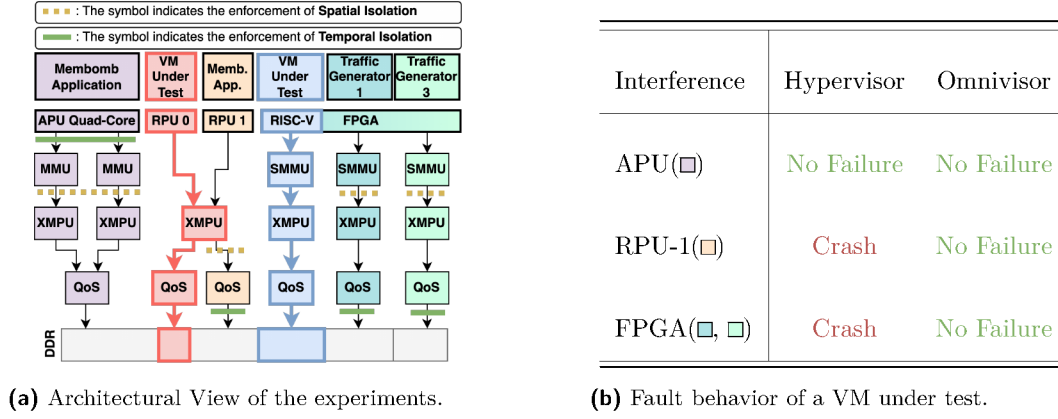 : The symbol indicates the enforcement of Spatial Isolation
: The symbol indicates the enforcement of Temporal Isolation
Membomb Application
VM Under Test
Memb. App.
VM Under Test
Traffic Generator 1
Traffic Generator 3
APU Quad-Core
RPU 0
RPU 1
RISC-V
FPGA
MMU
MMU
SMMU
SMMU
SMMU
XMPU
XMPU
XMPU
XMPU
XMPU
XMPU
QoS
QoS
QoS
QoS
QoS
QoS
DDR
(a) Architectural View of the experiments.
Interference Hypervisor Omnivisor
APU(□) No Failure No Failure
RPU-1(□) Crash No Failure
FPGA(□, □) Crash No Failure
(b) Fault behavior of a VM under test.